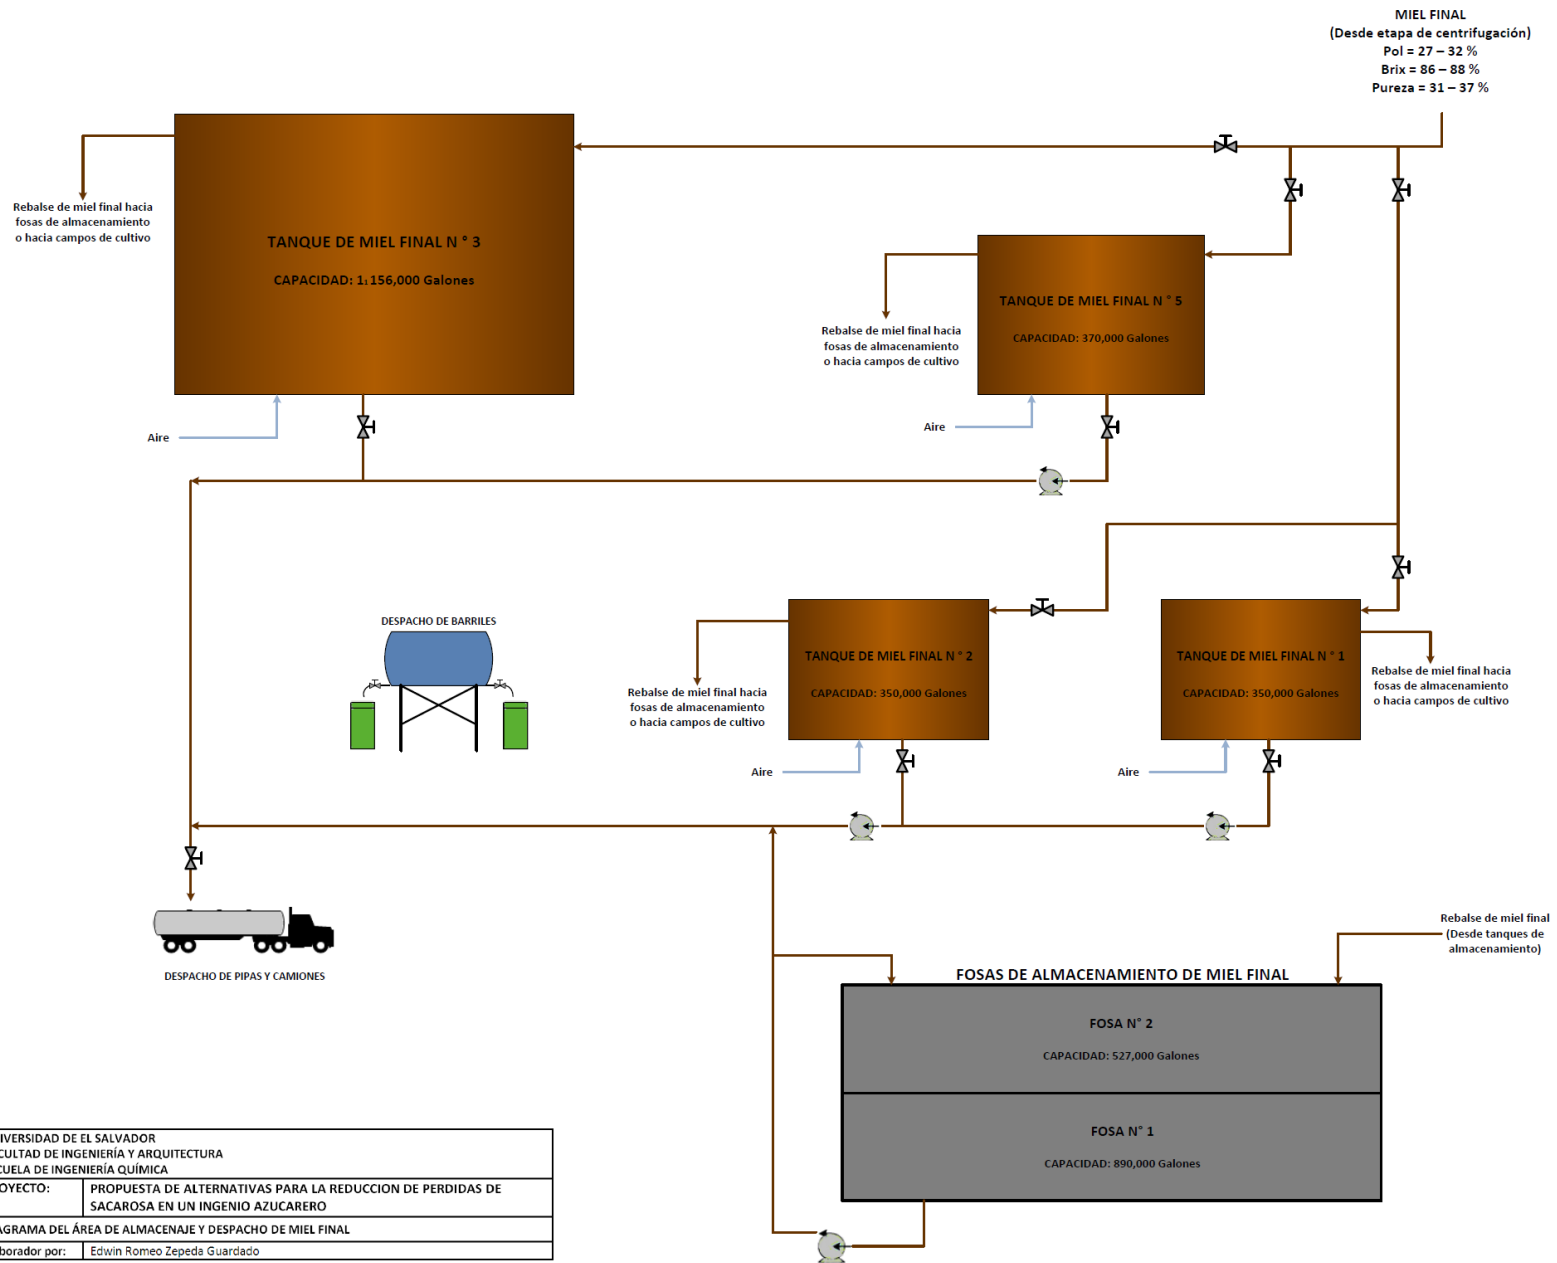 MIEL FINAL
(Desde etapa de centrifugación)
Pol = 27 – 32 %
Brix = 86 – 88 %
Pureza = 31 – 37 %
Rebalse de miel final hacia
fosas de almacenamiento
o hacia campos de cultivo
TANQUE DE MIEL FINAL N ° 3
CAPACIDAD: 1,156,000 Galones
Aire
TANQUE DE MIEL FINAL N ° 5
CAPACIDAD: 370,000 Galones
Rebalse de miel final hacia
fosas de almacenamiento
o hacia campos de cultivo
Aire
DESPACHO DE BARRILES
TANQUE DE MIEL FINAL N ° 2
CAPACIDAD: 350,000 Galones
Rebalse de miel final hacia
fosas de almacenamiento
o hacia campos de cultivo
Aire
TANQUE DE MIEL FINAL N ° 1
CAPACIDAD: 350,000 Galones
Rebalse de miel final hacia
fosas de almacenamiento
o hacia campos de cultivo
Aire
DESPACHO DE PIPAS Y CAMIONES
Rebalse de miel final
(Desde tanques de
almacenamiento)
FOSAS DE ALMACENAMIENTO DE MIEL FINAL
FOSA N° 2
CAPACIDAD: 527,000 Galones
FOSA N° 1
CAPACIDAD: 890,000 Galones
IVERSIDAD DE EL SALVADOR
CULTAD DE INGENIERÍA Y ARQUITECTURA
CUELA DE INGENIERÍA QUÍMICA
OYECTO:
PROPUESTA DE ALTERNATIVAS PARA LA REDUCCION DE PERDIDAS DE
SACAROSA EN UN INGENIO AZUCARERO
AGRAMA DEL ÁREA DE ALMACENAJE Y DESPACHO DE MIEL FINAL
borador por:
Edwin Romeo Zepeda Guardado